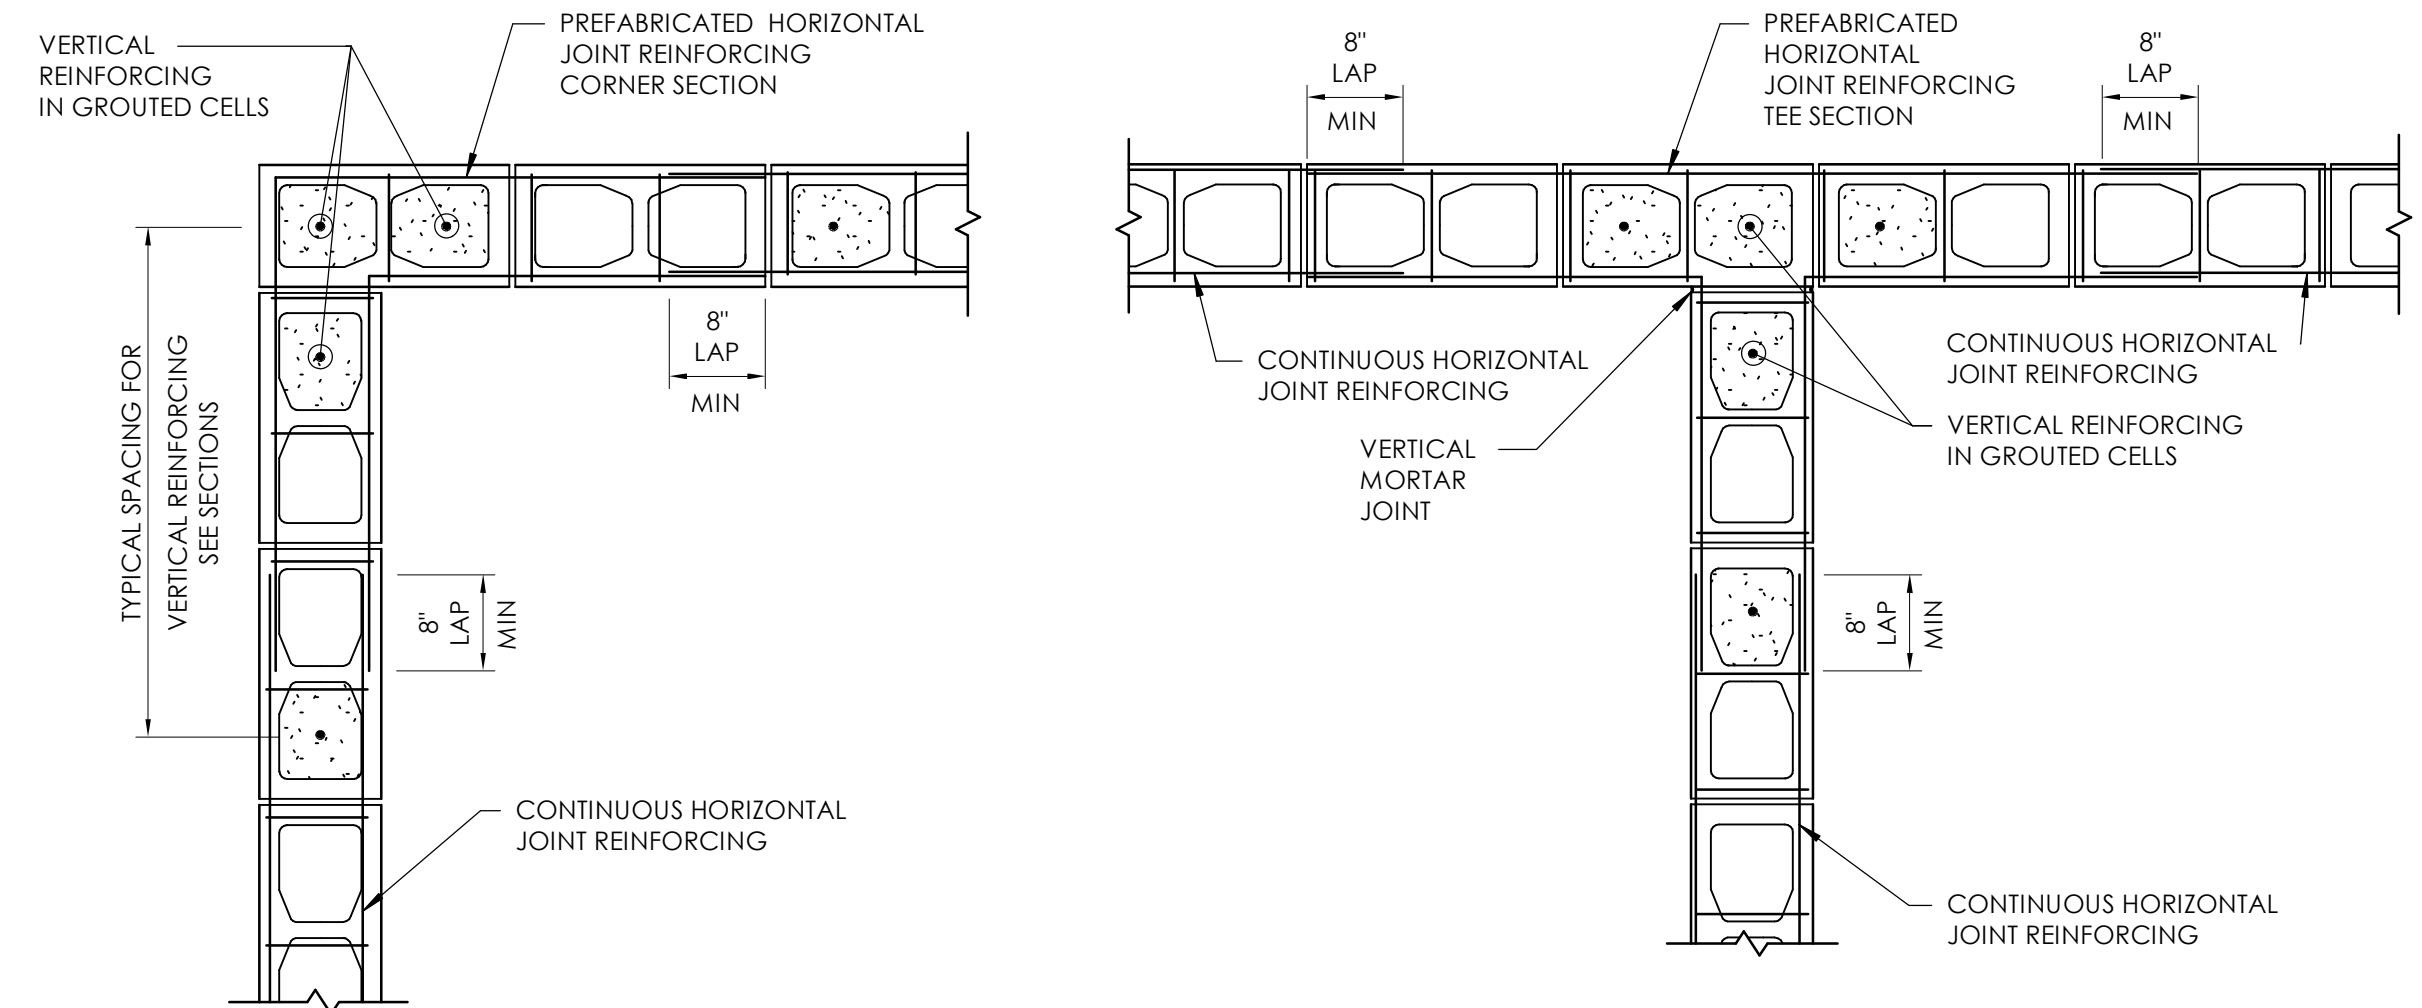 VERTICAL
REINFORCING
IN GROUTED CELLS
PREFABRICATED HORIZONTAL
JOINT REINFORCING
CORNER SECTION
8"
LAP
MIN
TYPICAL SPACING FOR
VERTICAL REINFORCING
SEE SECTIONS
8"
LAP
MIN
CONTINUOUS HORIZONTAL
JOINT REINFORCING
8"
LAP
MIN
PREFABRICATED
HORIZONTAL
JOINT REINFORCING
TEE SECTION
8"
LAP
MIN
CONTINUOUS HORIZONTAL
JOINT REINFORCING
VERTICAL
MORTAR
JOINT
CONTINUOUS HORIZONTAL
JOINT REINFORCING
VERTICAL REINFORCING
IN GROUTED CELLS
8"
LAP
MIN
CONTINUOUS HORIZONTAL
JOINT REINFORCING